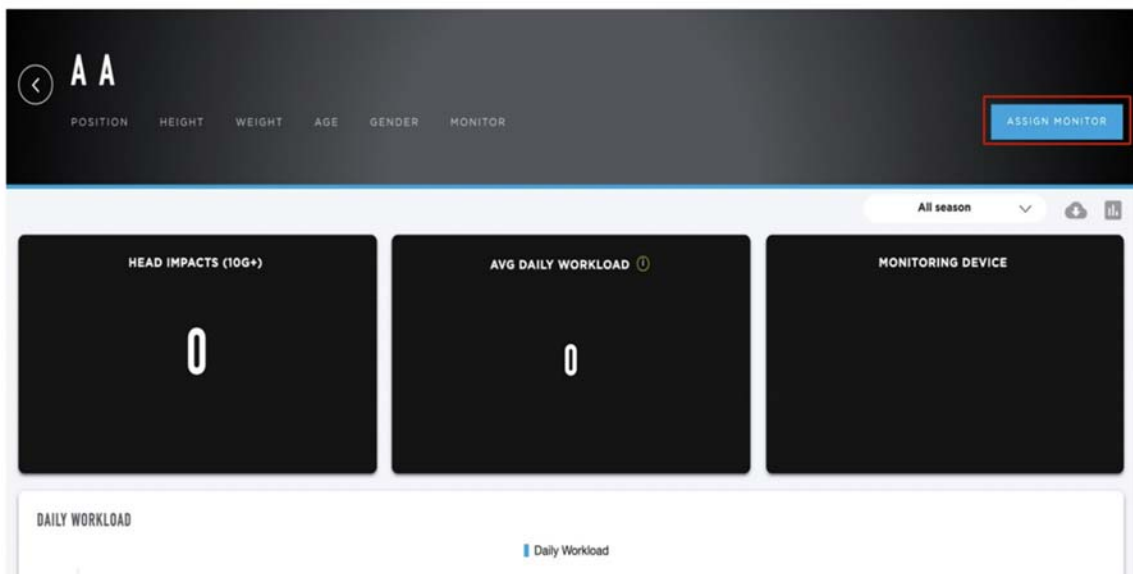 A A
POSITION HEIGHT WEIGHT AGE GENDER MONITOR
ASSIGN MONITOR
All season
HEAD IMPACTS (10G+)
0
AVG DAILY WORKLOAD
0
MONITORING DEVICE
DAILY WORKLOAD
Daily Workload